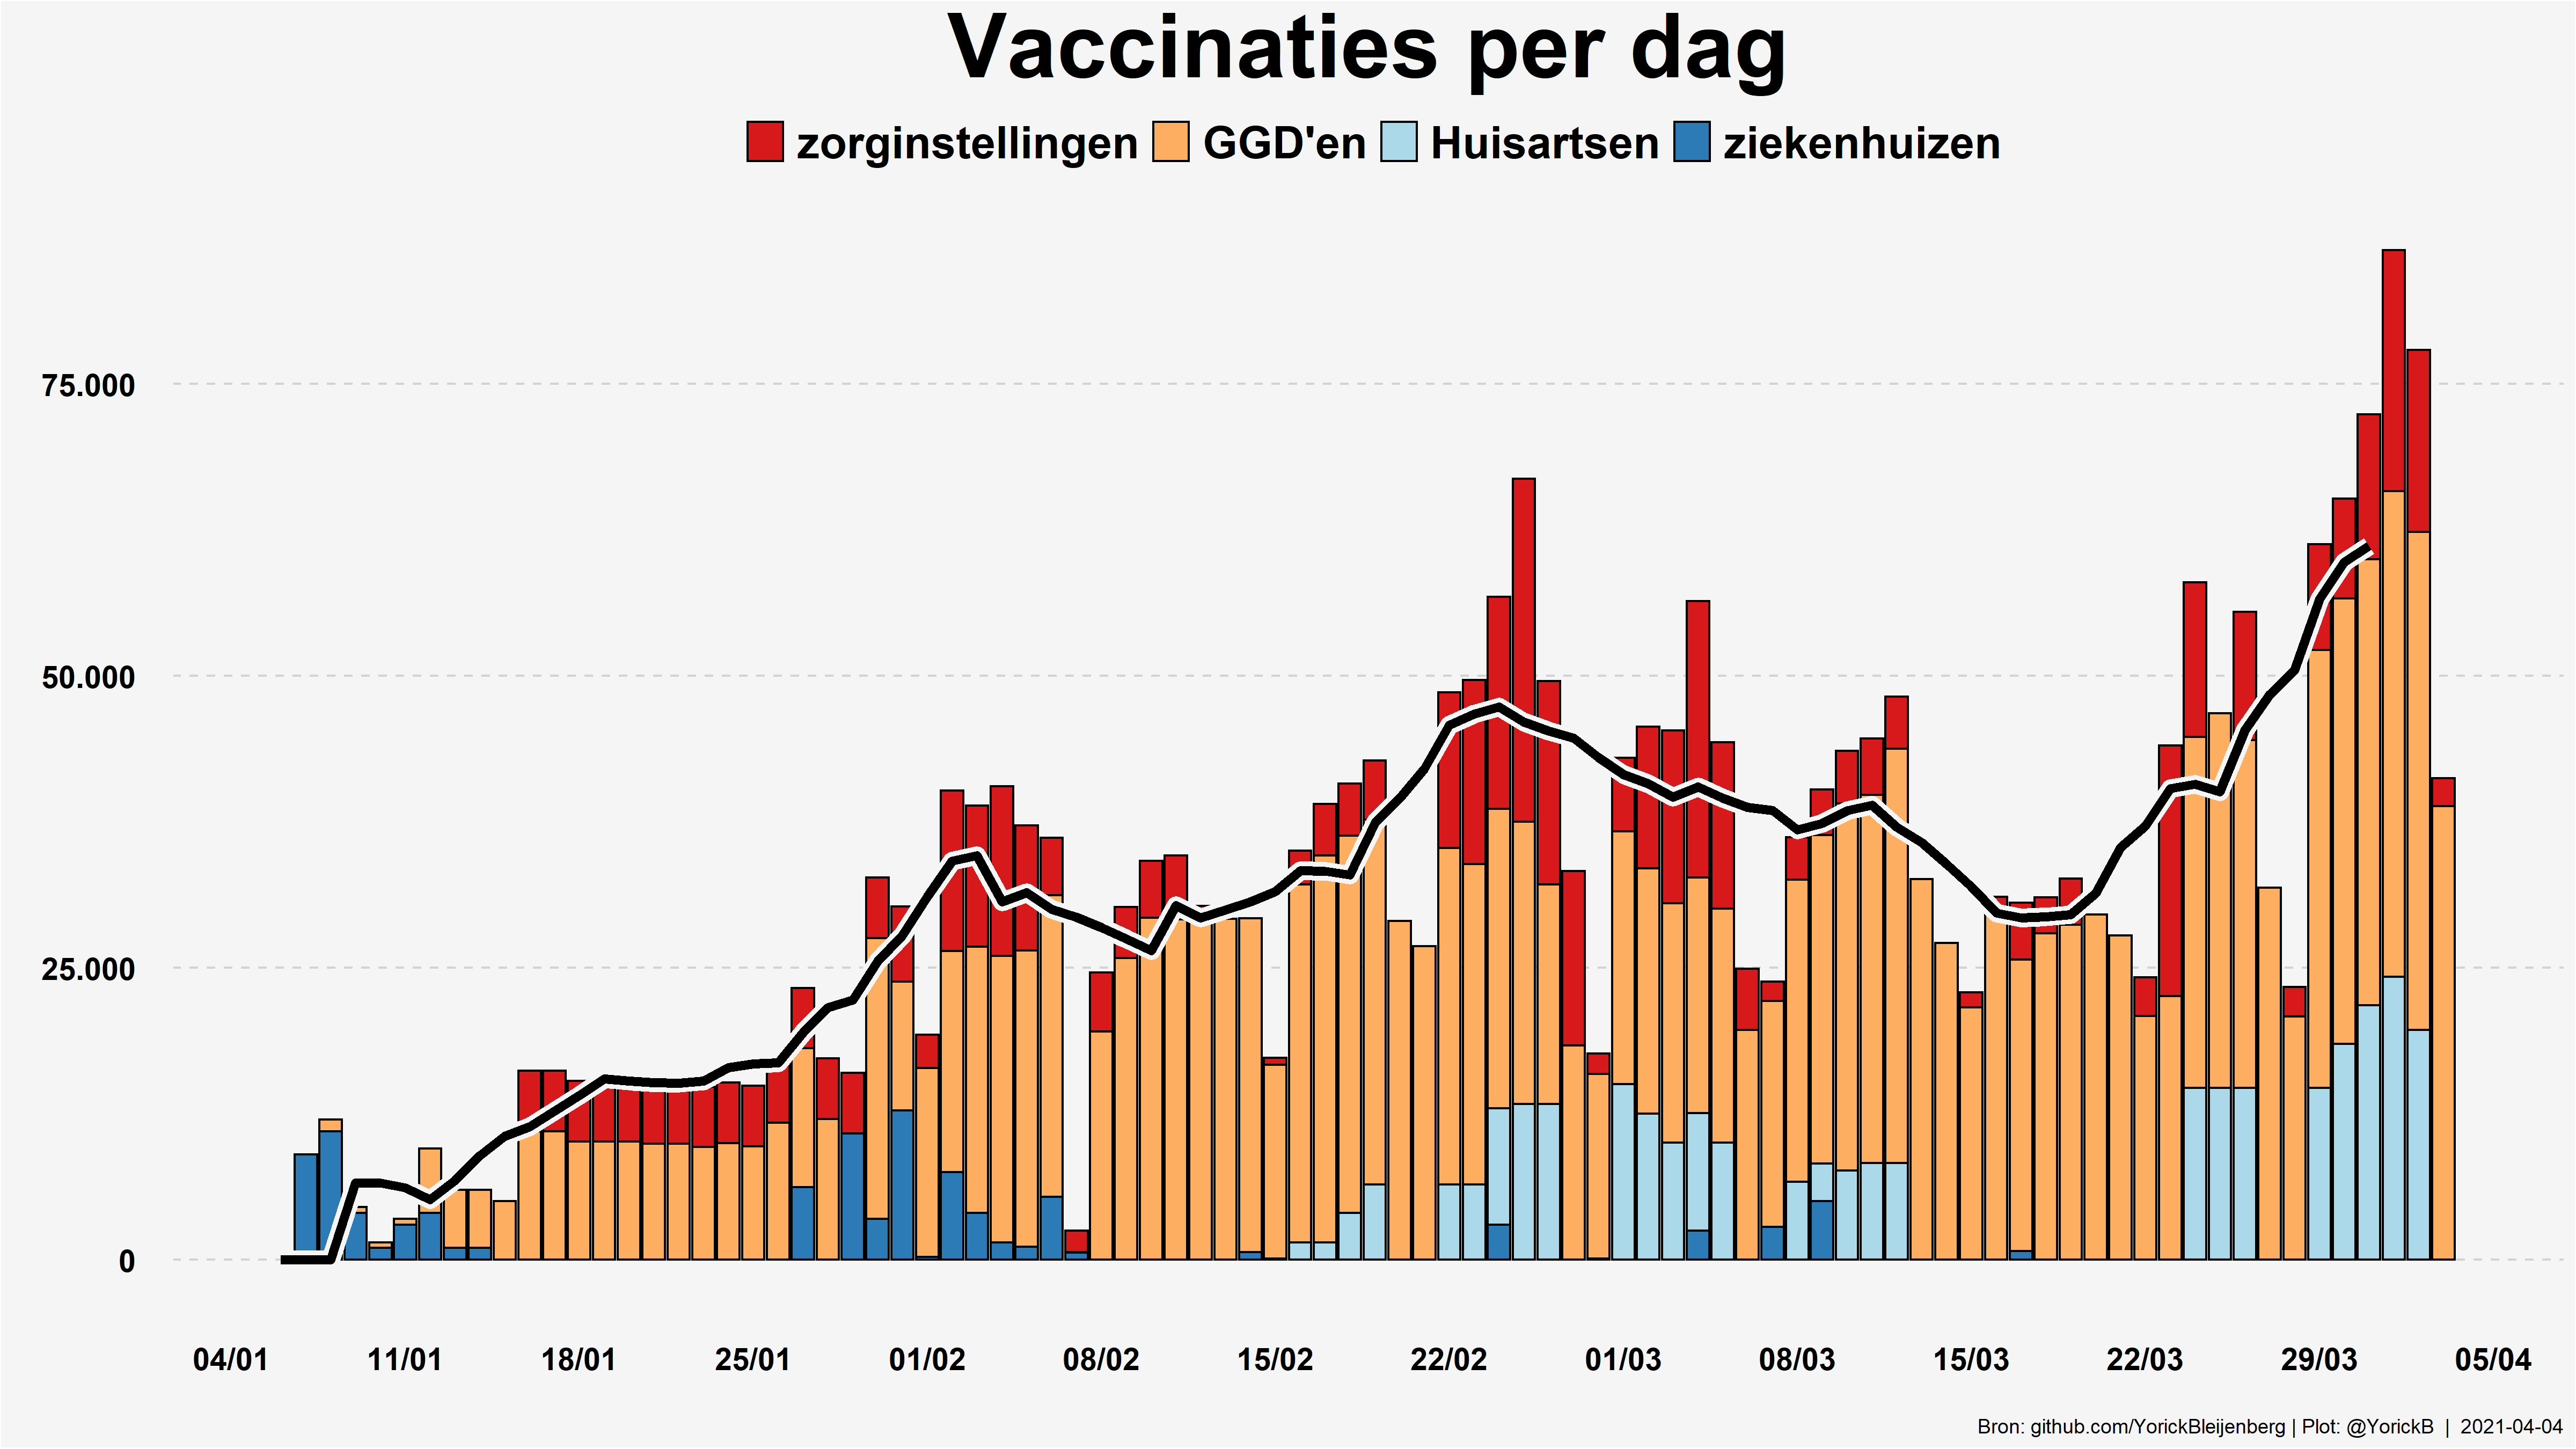 Vaccinaties per dag
zorginstellingen GGD'en Huisartsen ziekenhuizen
75.000
50.000
25.000
0
04/01 11/01 18/01 25/01 01/02 08/02 15/02 22/02 01/03 08/03 15/03 22/03 29/03 05/04
Bron: github.com/YorickBleijenberg | Plot: @YorickB | 2021-04-04